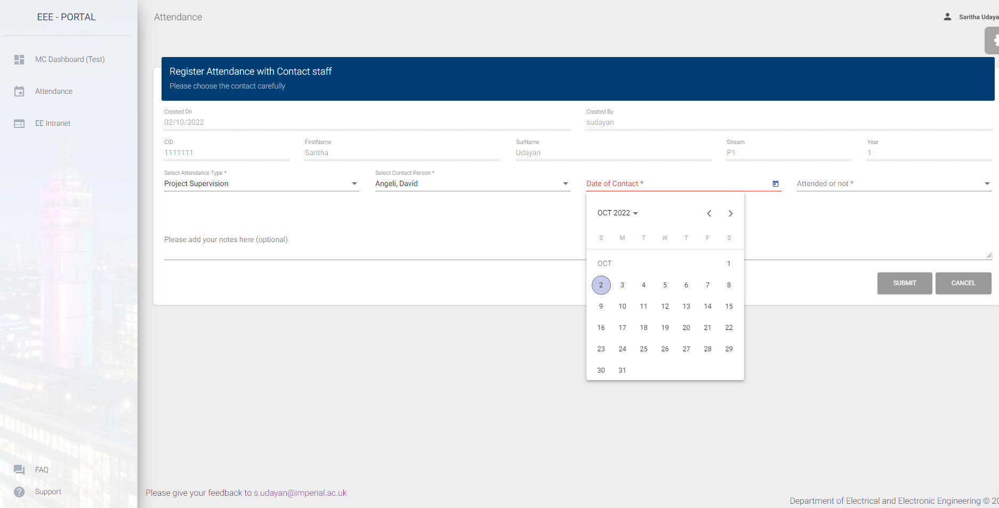 EEE - PORTAL
MC Dashboard (Test)
Attendance
EE Intranet
FAQ
Support
Attendance
Saritha Udaya
Register Attendance with Contact staff
Please choose the contact carefully
Created On
02/10/2022
Created By
sudayan
CID
1111111
FirstName
Saritha
SurName
Udayan
Stream
P1
Year
1
Select Attendance Type *
Project Supervision
Select Contact Person *
Angeli, David
Date of Contact *
Attended or not *
OCT 2022
S M T W T F S
OCT 1
2 3 4 5 6 7 8
9 10 11 12 13 14 15
16 17 18 19 20 21 22
23 24 25 26 27 28 29
30 31
Please add your notes here (optional)
SUBMIT
CANCEL
Please give your feedback to s.udayan@imperial.ac.uk
Department of Electrical and Electronic Engineering © 20